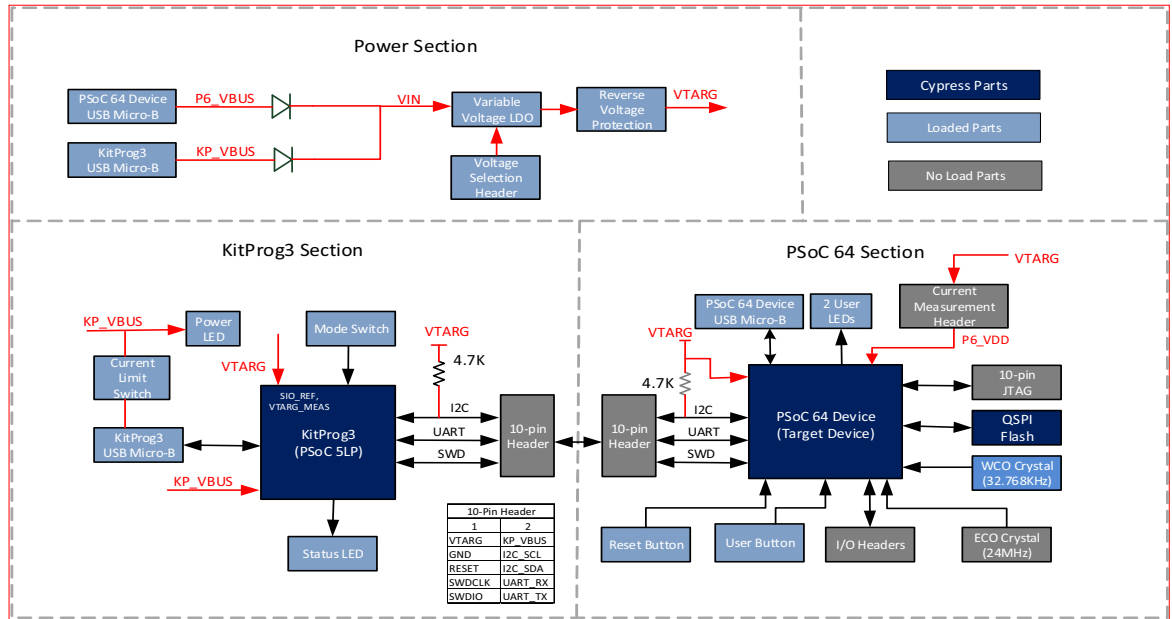 Power Section
PSoC 64 Device
USB Micro-B
P6_VBUS
KitProg3
USB Micro-B
KP_VBUS
VIN
Variable
Voltage LDO
Voltage
Selection
Header
Reverse
Voltage
Protection
VTARG
Cypress Parts
Loaded Parts
No Load Parts
KitProg3 Section
KP_VBUS
Power
LED
Current
Limit
Switch
KitProg3
USB Micro-B
KP_VBUS
VTARG
Mode Switch
SIO_REF,
VTARG_MEAS
KitProg3
(PSoC 5LP)
Status LED
VTARG
4.7K
I2C
UART
SWD
10-pin
Header
10-Pin Header
1 2
VTARG KP_VBUS
GND I2C_SCL
RESET I2C_SDA
SWDCLK UART_RX
SWDIO UART_TX
PSoC 64 Section
PSoC 64 Device
USB Micro-B
2 User
LEDs
VTARG
Current
Measurement
Header
P6_VDD
VTARG
4.7K
10-pin
Header
I2C
UART
SWD
PSoC 64 Device
(Target Device)
10-pin
JTAG
QSPI
Flash
WCO Crystal
(32.768KHz)
Reset Button
User Button
I/O Headers
ECO Crystal
(24MHz)